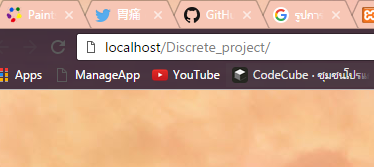 Paint 胃痛 GitHu รูปภา
localhost/Discrete_project/
Apps ManageApp YouTube CodeCube - ชุมชนโปรแ